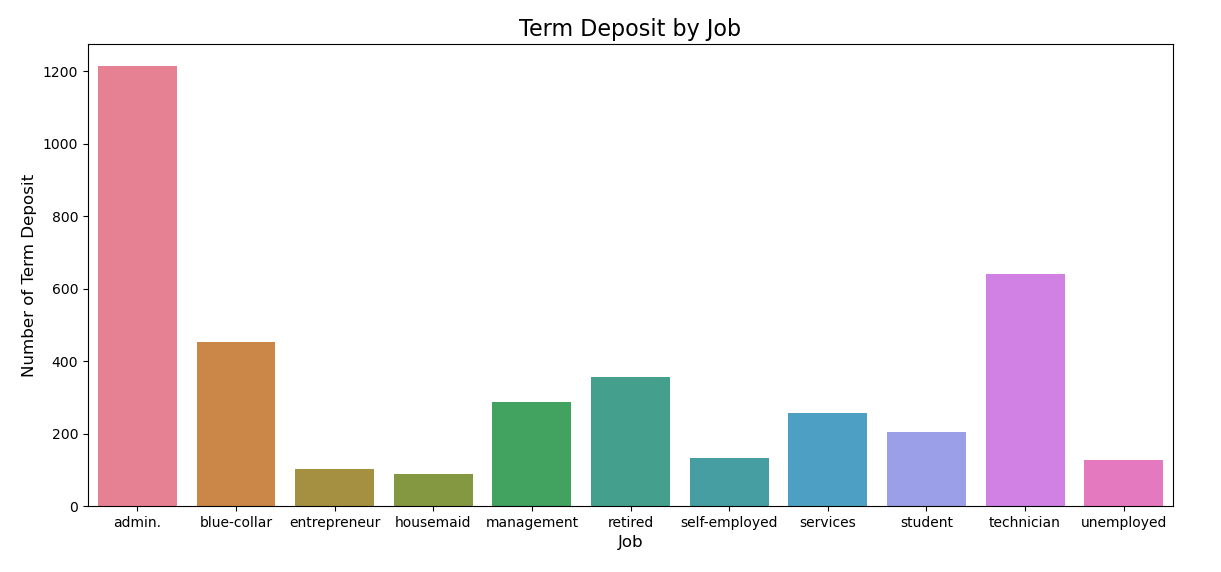 Term Deposit by Job
Number of Term Deposit
1200
1000
800
600
400
200
0
admin. blue-collar entrepreneur housemaid management retired self-employed services student technician unemployed
Job